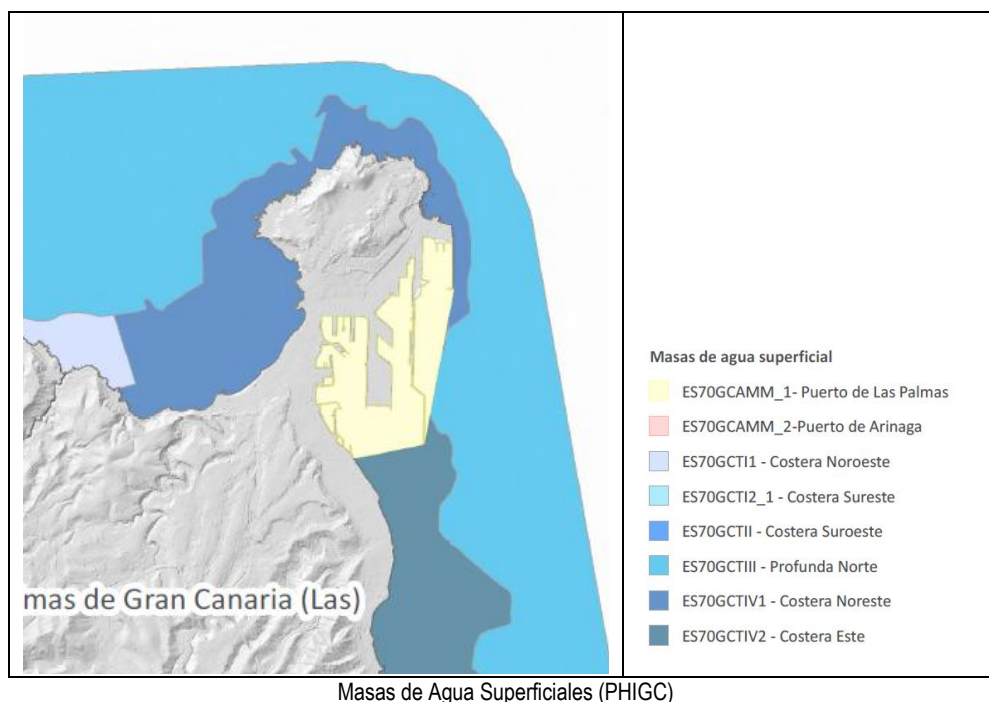 mas de Gran Canaria (Las)
Masas de agua superficial
ES70GCAMM_1- Puerto de Las Palmas
ES70GCAMM_2-Puerto de Arinaga
ES70GCTI1 - Costera Noroeste
ES70GCTI2_1 - Costera Sureste
ES70GCTII - Costera Suroeste
ES70GCTIII - Profunda Norte
ES70GCTIV1 - Costera Noreste
ES70GCTIV2 - Costera Este
Masas de Agua Superficiales (PHIGC)